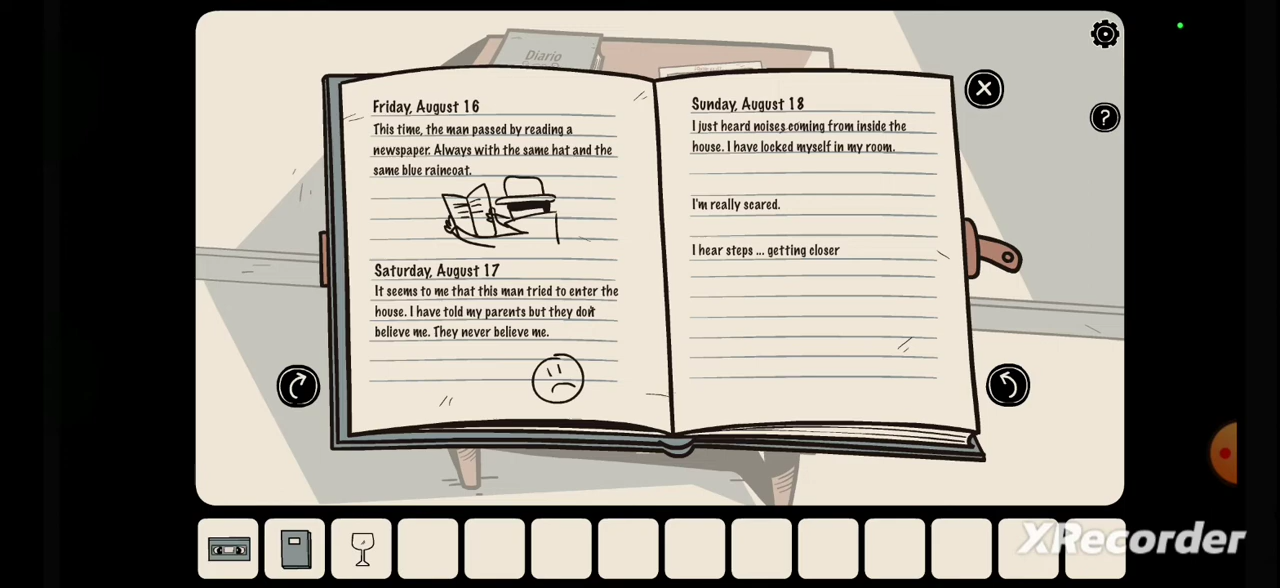 Diario
Friday, August 16
This time, the man passed by reading a
newspaper. Always with the same hat and the
same blue raincoat.
Saturday, August 17
It seems to me that this man tried to enter the
house. I have told my parents but they don't
believe me. They never believe me.
Sunday, August 18
I just heard noises coming from inside the
house. I have locked myself in my room.
I'm really scared.
I hear steps ... getting closer
?
XRecorder